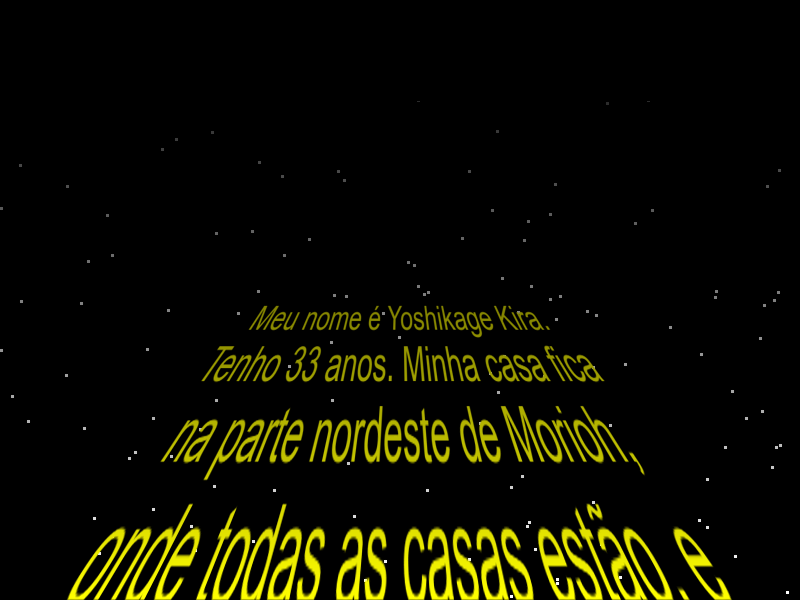 Meu nome é Yoshikage Kira.
Tenho 33 anos. Minha casa fica
na parte nordeste de Morioh,
onde todas as casas estão, e